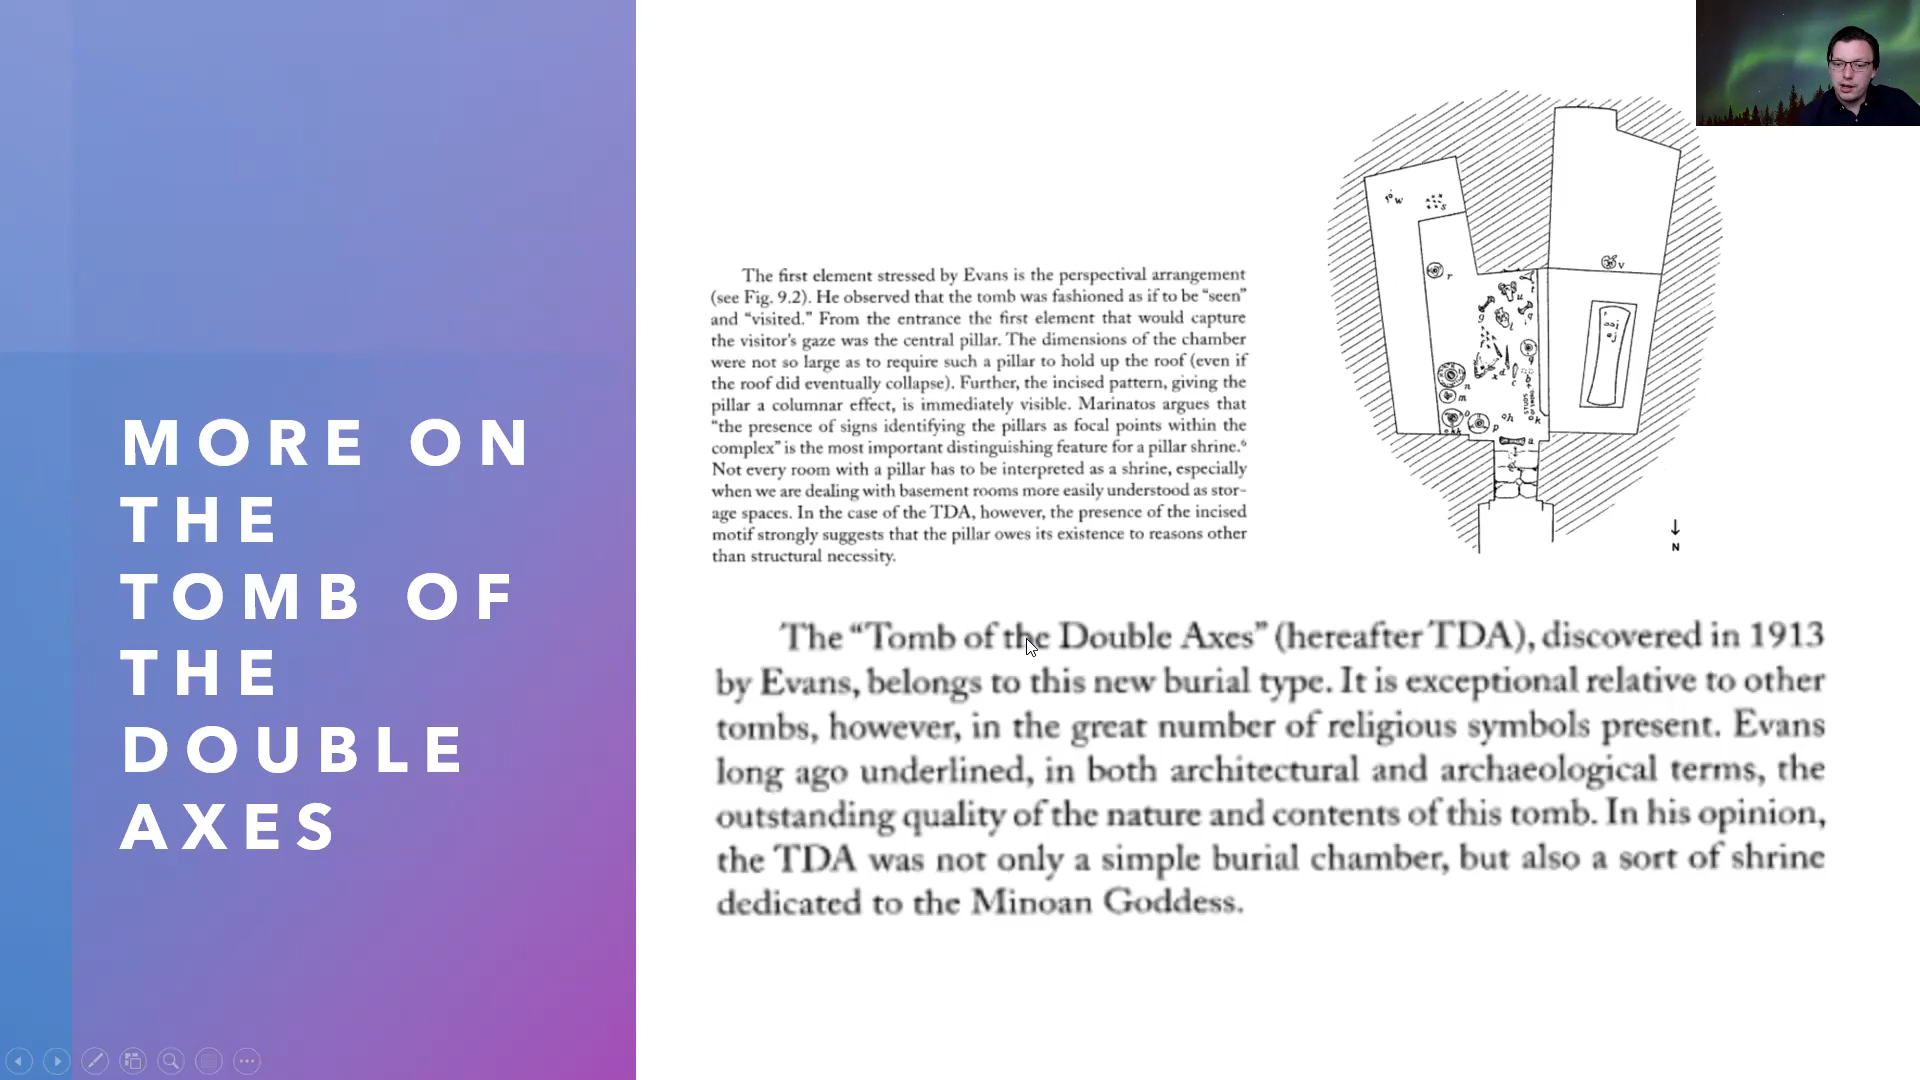 MORE ON
THE
TOMB OF
THE
DOUBLE
AXES
The first element stressed by Evans is the perspectival arrangement
(see Fig. 9.2). He observed that the tomb was fashioned as if to be “seen”
and “visited.” From the entrance the first element that would capture
the visitor's gaze was the central pillar. The dimensions of the chamber
were not so large as to require such a pillar to hold up the roof (even if
the roof did eventually collapse). Further, the incised pattern, giving the
pillar a columnar effect, is immediately visible. Marinatos argues that
“the presence of signs identifying the pillars as focal points within the
complex” is the most important distinguishing feature for a pillar shrine.⁶
Not every room with a pillar has to be interpreted as a shrine, especially
when we are dealing with basement rooms more easily understood as stor-
age spaces. In the case of the TDA, however, the presence of the incised
motif strongly suggests that the pillar owes its existence to reasons other
than structural necessity.
w
s
r
v
u
n
m
p
h
k
a
N
The “Tomb of the Double Axes” (hereafter TDA), discovered in 1913
by Evans, belongs to this new burial type. It is exceptional relative to other
tombs, however, in the great number of religious symbols present. Evans
long ago underlined, in both architectural and archaeological terms, the
outstanding quality of the nature and contents of this tomb. In his opinion,
the TDA was not only a simple burial chamber, but also a sort of shrine
dedicated to the Minoan Goddess.